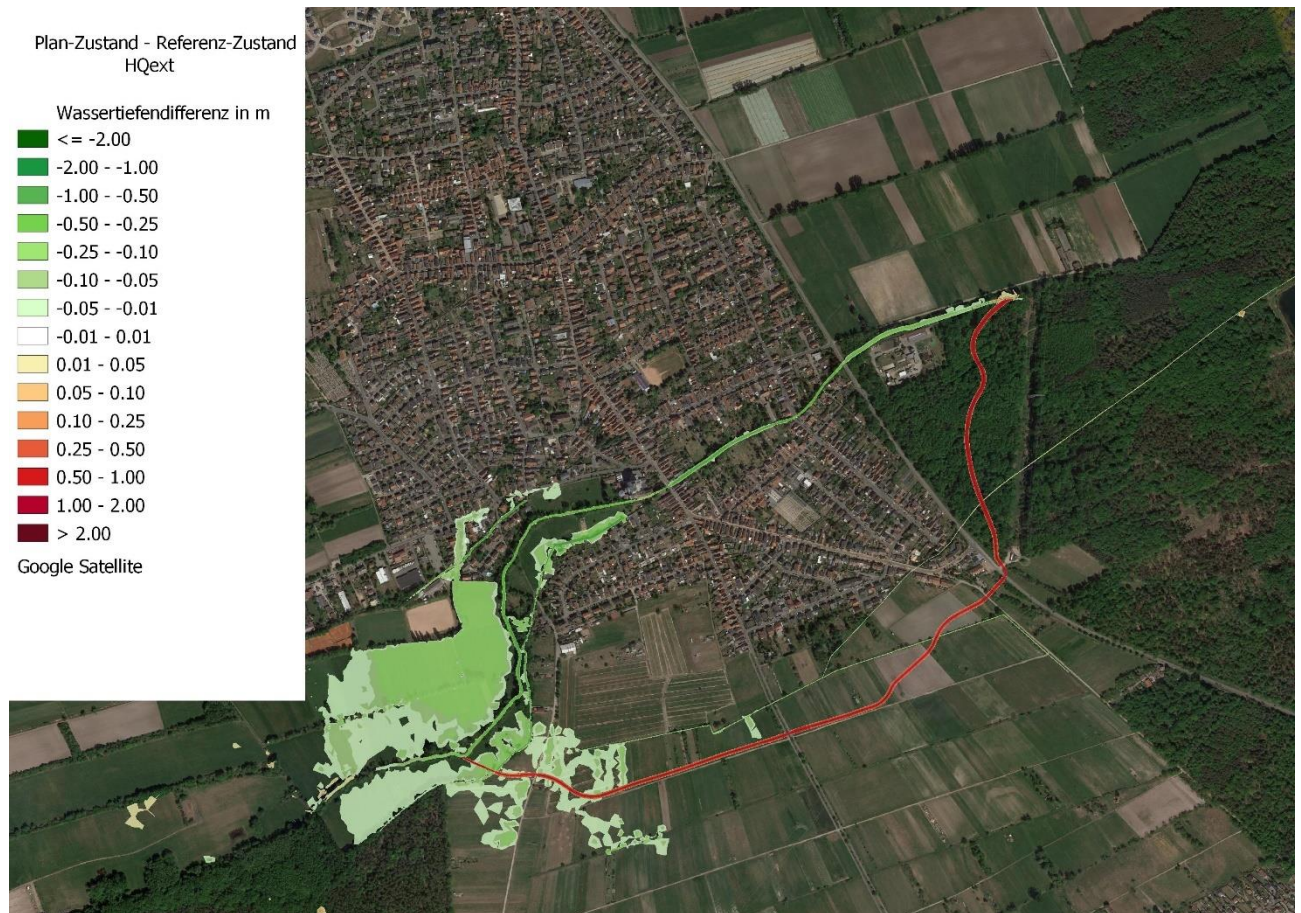 Plan-Zustand - Referenz-Zustand
HQext
Wassertiefendifferenz in m
<= -2.00
-2.00 - -1.00
-1.00 - -0.50
-0.50 - -0.25
-0.25 - -0.10
-0.10 - -0.05
-0.05 - -0.01
-0.01 - 0.01
0.01 - 0.05
0.05 - 0.10
0.10 - 0.25
0.25 - 0.50
0.50 - 1.00
1.00 - 2.00
> 2.00
Google Satellite